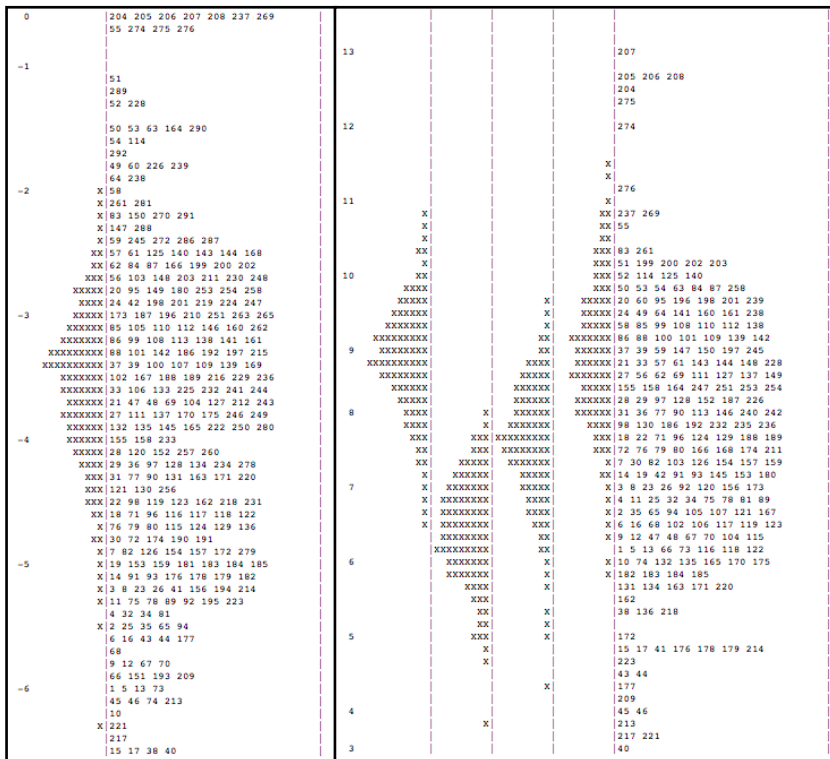 0 |204 205 206 207 208 237 269
|55 274 275 276
-1
|51
|289
|52 228
|50 53 63 164 290
|54 114
|292
|49 60 226 239
|64 238
-2 X|58
X|261 281
X|83 150 270 291
X|147 288
X|59 245 272 286 287
XX|57 61 125 140 143 144 168
XX|62 84 87 166 199 200 202
XXX|56 103 148 203 211 230 248
XXXXX|20 95 149 180 253 254 258
XXXX|24 42 198 201 219 224 247
-3 XXXXX|173 187 196 210 251 263 265
XXXXXX|85 105 110 112 146 160 262
XXXXXXX|86 99 108 113 138 141 161
XXXXXXXXX|88 101 142 186 192 197 215
XXXXXXXXXX|37 39 100 107 109 139 169
XXXXXXX|102 167 188 189 216 229 236
XXXXXX|33 106 133 225 232 241 244
XXXXXX|21 47 48 69 104 127 212 243
XXXXXXX|27 111 137 170 175 246 249
XXXXXX|132 135 145 165 222 250 280
-4 XXXXXX|155 158 233
XXXXX|28 120 152 257 260
XXXX|29 36 97 128 134 234 278
XXX|31 77 90 131 163 171 220
XXX|121 130 256
XXX|22 98 119 123 162 218 231
XX|18 71 96 116 117 118 122
X|76 79 80 115 124 129 136
XX|30 72 174 190 191
X|7 82 126 154 157 172 279
-5 X|19 153 159 181 183 184 185
X|14 91 93 176 178 179 182
X|3 8 23 26 41 156 194 214
X|11 75 78 89 92 195 223
|4 32 34 81
X|2 25 35 65 94
|6 16 43 44 177
|68
|9 12 67 70
|66 151 193 209
-6 |1 5 13 73
|45 46 74 213
|10
X|221
|217
|15 17 38 40
13 |207
|205 206 208
|204
|275
12 |274
X|
X|276
11 X|
X| XX|237 269
X| XX|55
X| XX|
X| XX|83 261
X| XXX|51 199 200 202 203
10 XX| XXX|52 114 125 140
XXXX| XXX|50 53 54 63 84 87 258
XXXXX| X| XXXXX|20 60 95 196 198 201 239
XXXXX| X| XXXX|24 49 64 141 160 161 238
XXXXXXX| X| XXXX|58 85 99 108 110 112 138
XXXXXXXXX| XX| XXXXXX|86 88 100 101 109 139 142
9 XXXXXXXX| XX| XXXXX|37 39 59 147 150 197 245
XXXXXXXXXX| XXXX| XXXXXXX|21 33 57 61 143 144 148 228
XXXXXXXX| XXXX| XXXXXXX|27 56 62 69 111 127 137 149
XXXXXX| XXXXXX| XXXXX|155 158 164 247 251 253 254
XXXX| XXXXXX| XXXXX|28 29 97 128 152 187 226
8 XXXX| X| XXXXXX| XXXX|31 36 77 90 113 146 240 242
XXX| X| XXXXXX| XXXX|98 130 186 192 232 235 236
XX| XXX|XXXXXXXXX| XXX|18 22 71 96 124 129 188 189
XX| XXX| XXXXXXXX| XXX|72 76 79 80 166 168 174 211
XX| XXXXX| XXXXXXX| X|7 30 82 103 126 154 157 159
X| XXXXXX| XXXXX| XX|14 19 42 91 93 145 153 180
7 X| XXXXXXX| XXXX| X|3 8 23 26 92 120 156 173
X| XXXXXXXX| XXXX| X|4 11 25 32 34 75 78 81 89
X| XXXXXXXX| XXXX| X|2 35 65 94 105 107 121 167
X| XXXXXXXX| XXX| X|6 16 68 102 106 117 119 123
XXXXXXXX| XX| X|9 12 47 48 67 70 104 115
XXXXXXXXX| XX| |1 5 13 66 73 116 118 122
6 XXXXXXX| X| X|10 74 132 135 165 170 175
XXXXXXX| X| X|182 183 184 185
XXXX| X| |131 134 163 171 220
XXX| |162
XX| X| |38 136 218
XX| X|
5 XXX| X| |172
X| |15 17 41 176 178 179 214
X| |223
|43 44
X| |177
|209
4 |45 46
X| |213
|217 221
3 |40